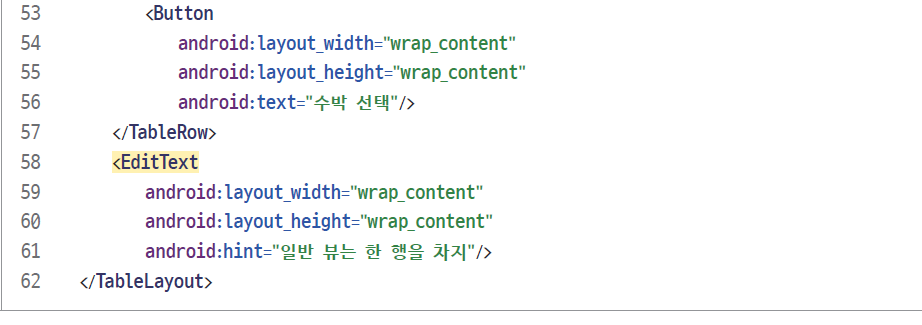 53 <Button
54 android:layout_width="wrap_content"
55 android:layout_height="wrap_content"
56 android:text="수박 선택"/>
57 </TableRow>
58 <EditText
59 android:layout_width="wrap_content"
60 android:layout_height="wrap_content"
61 android:hint="일반 뷰는 한 행을 차지"/>
62 </TableLayout>